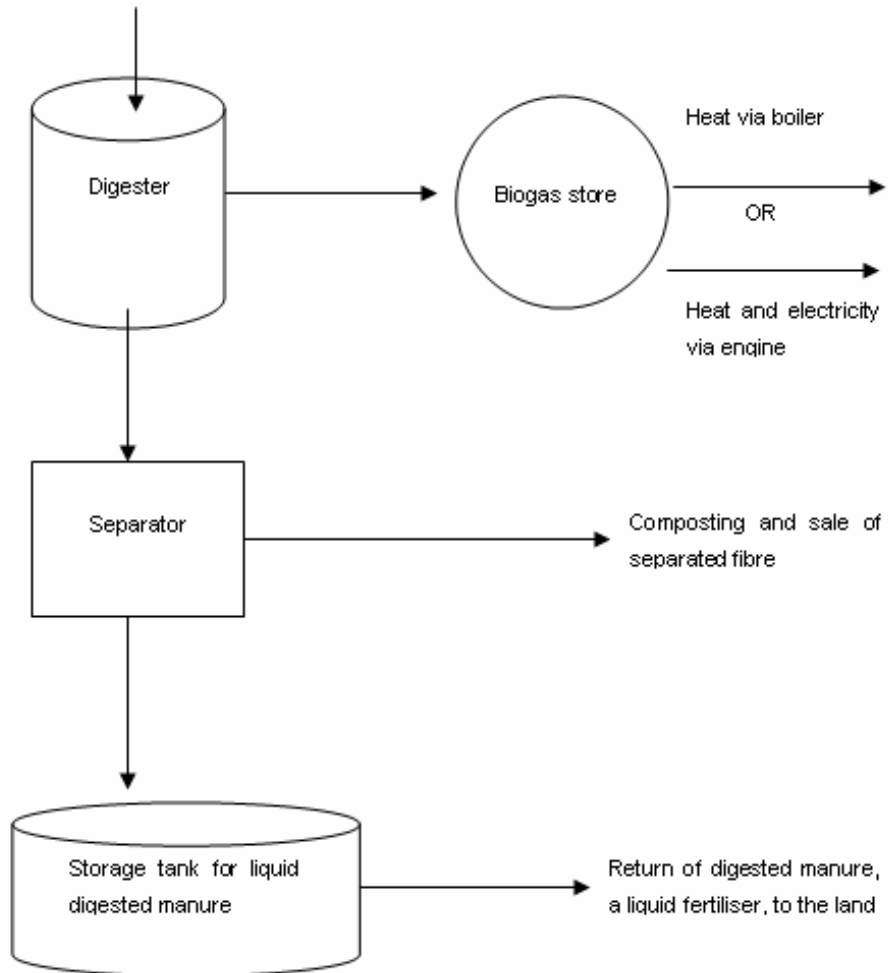 Heat via boiler
Digester
Biogas store
OR
Heat and electricity
via engine
Separator
Composting and sale of
separated fibre
Storage tank for liquid
digested manure
Return of digested manure,
a liquid fertiliser, to the land